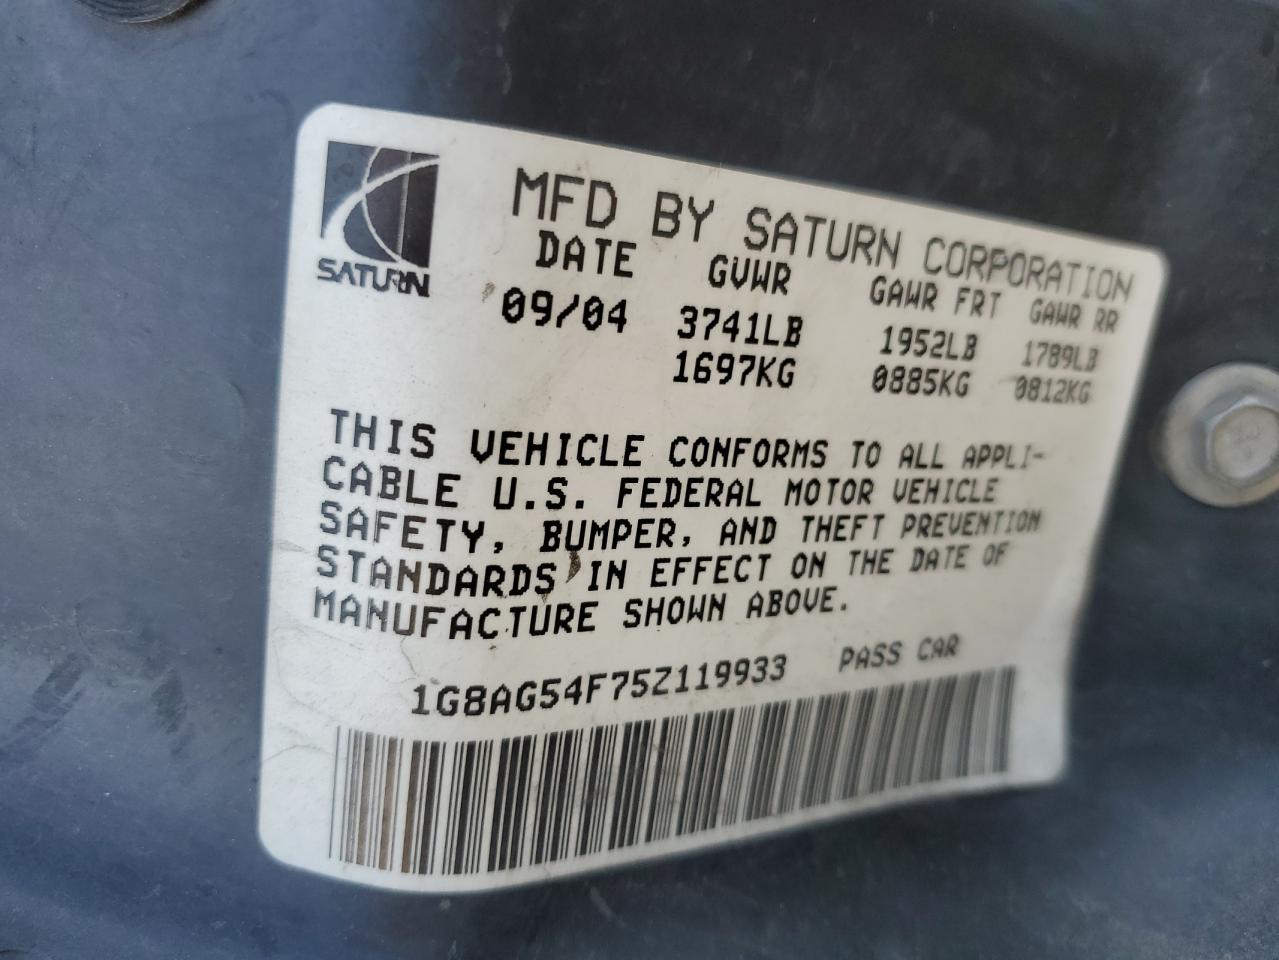 SATURN
MFD BY SATURN CORPORATION
DATE GVWR GAWR FRT GAWR RR
09/04 3741LB 1952LB 1789LB
1697KG 0885KG 0812KG
THIS VEHICLE CONFORMS TO ALL APPLI-
CABLE U.S. FEDERAL MOTOR VEHICLE
SAFETY, BUMPER, AND THEFT PREVENTION
STANDARDS IN EFFECT ON THE DATE OF
MANUFACTURE SHOWN ABOVE.
1G8AG54F75Z119933 PASS CAR